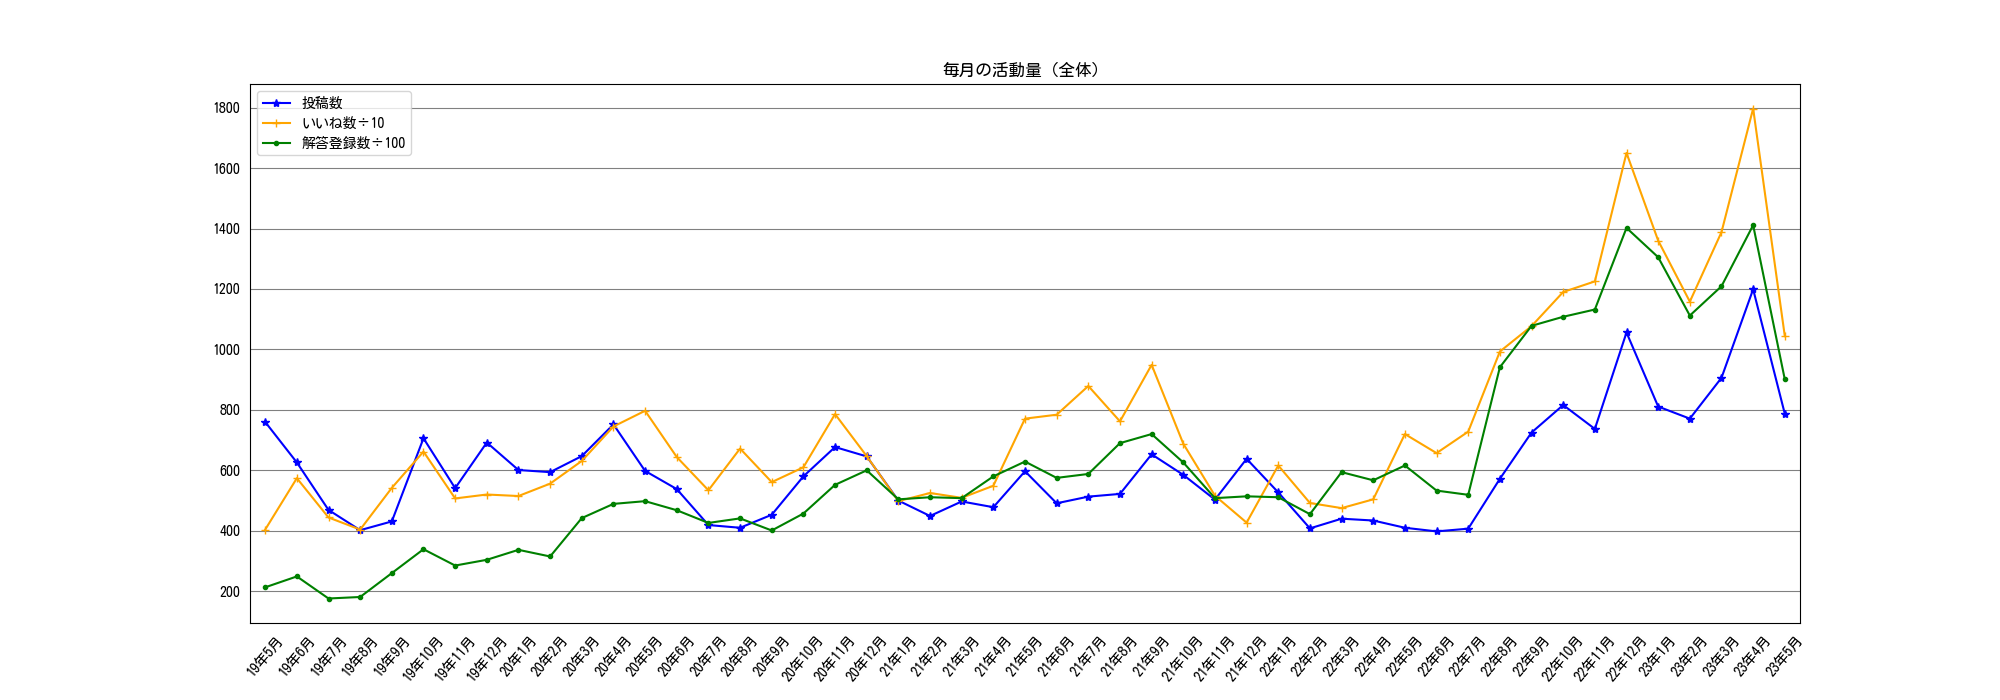 毎月の活動量（全体）
投稿数
いいね数÷10
解答登録数÷100
1800
1600
1400
1200
1000
800
600
400
200
19年5月
19年6月
19年7月
19年8月
19年9月
19年10月
19年11月
19年12月
20年1月
20年2月
20年3月
20年4月
20年5月
20年6月
20年7月
20年8月
20年9月
20年10月
20年11月
20年12月
21年1月
21年2月
21年3月
21年4月
21年5月
21年6月
21年7月
21年8月
21年9月
21年10月
21年11月
21年12月
22年1月
22年2月
22年3月
22年4月
22年5月
22年6月
22年7月
22年8月
22年9月
22年10月
22年11月
22年12月
23年1月
23年2月
23年3月
23年4月
23年5月